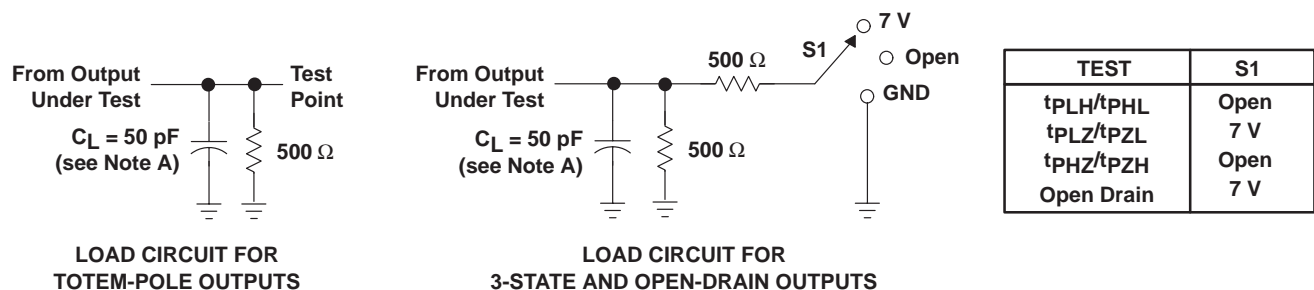 From Output
Under Test
Test
Point
CL = 50 pF
(see Note A)
500 Ω
LOAD CIRCUIT FOR
TOTEM-POLE OUTPUTS
From Output
Under Test
500 Ω
S1
7 V
Open
GND
CL = 50 pF
(see Note A)
500 Ω
LOAD CIRCUIT FOR
3-STATE AND OPEN-DRAIN OUTPUTS
TEST S1
tPLH/tPHL Open
tPLZ/tPZL 7 V
tPHZ/tPZH Open
Open Drain 7 V